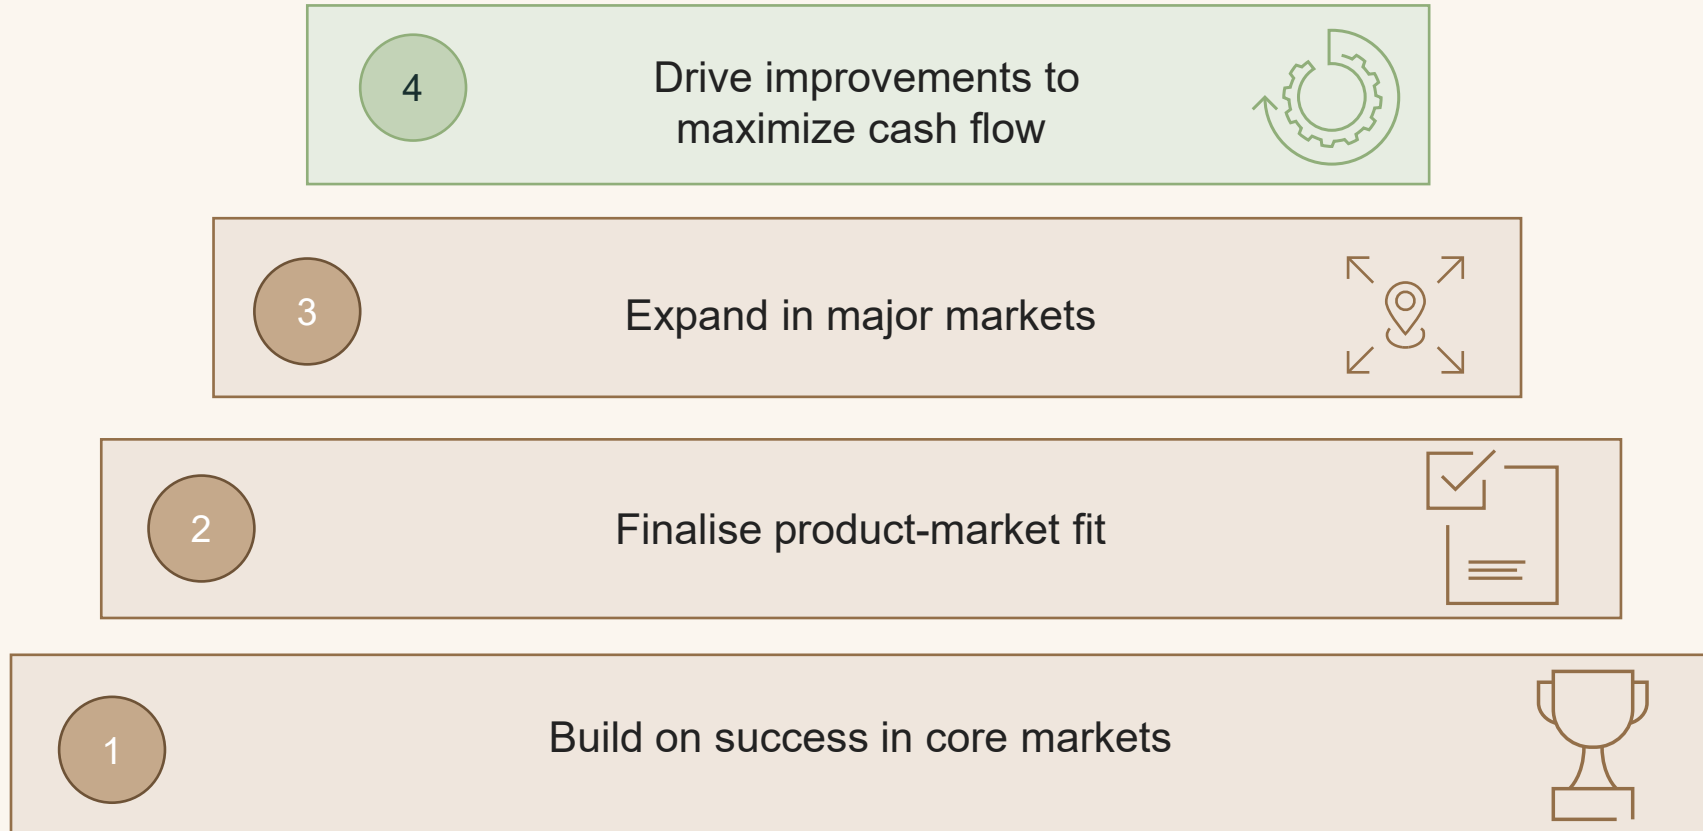 4
Drive improvements to
maximize cash flow
3
Expand in major markets
2
Finalise product-market fit
1
Build on success in core markets